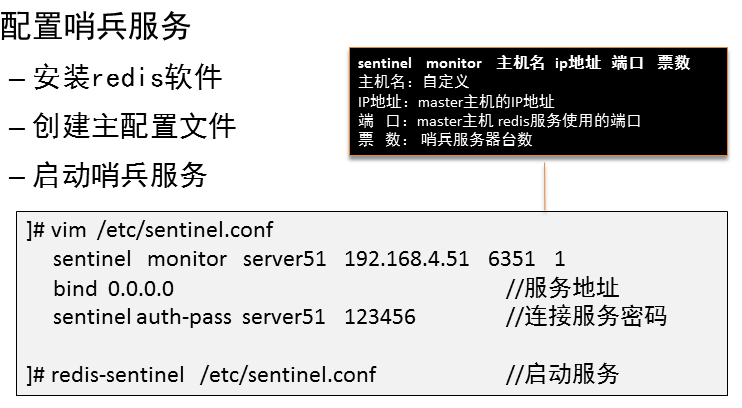 配置哨兵服务
– 安装redis软件
– 创建主配置文件
– 启动哨兵服务
sentinel monitor 主机名 ip地址 端口 票数
主机名：自定义
IP地址：master主机的IP地址
端 口：master主机 redis服务使用的端口
票 数： 哨兵服务器台数
]# vim /etc/sentinel.conf
sentinel monitor server51 192.168.4.51 6351 1
bind 0.0.0.0 //服务地址
sentinel auth-pass server51 123456 //连接服务密码
]# redis-sentinel /etc/sentinel.conf //启动服务